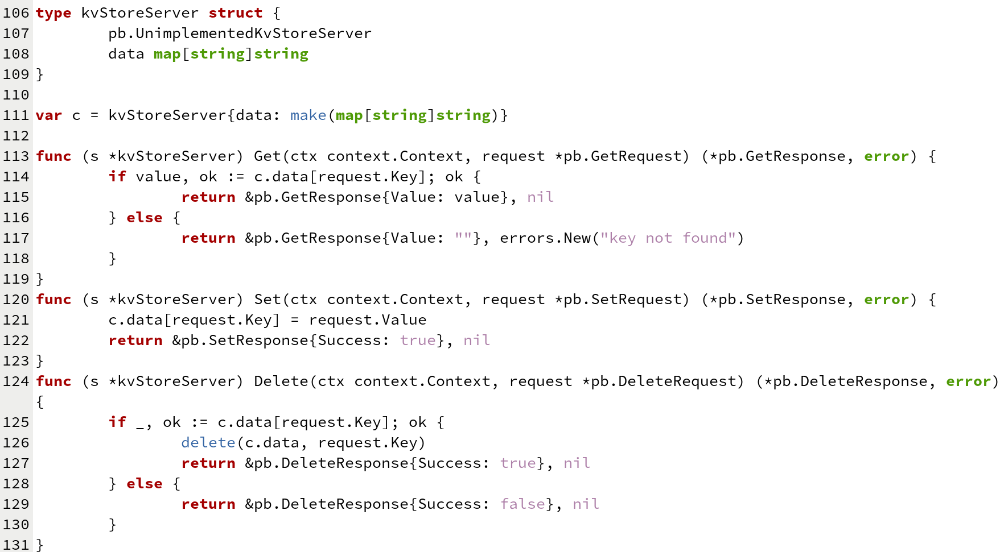 106 type kvStoreServer struct {
107         pb.UnimplementedKvStoreServer
108         data map[string]string
109 }
110
111 var c = kvStoreServer{data: make(map[string]string)}
112
113 func (s *kvStoreServer) Get(ctx context.Context, request *pb.GetRequest) (*pb.GetResponse, error) {
114         if value, ok := c.data[request.Key]; ok {
115                 return &pb.GetResponse{Value: value}, nil
116         } else {
117                 return &pb.GetResponse{Value: ""}, errors.New("key not found")
118         }
119 }
120 func (s *kvStoreServer) Set(ctx context.Context, request *pb.SetRequest) (*pb.SetResponse, error) {
121         c.data[request.Key] = request.Value
122         return &pb.SetResponse{Success: true}, nil
123 }
124 func (s *kvStoreServer) Delete(ctx context.Context, request *pb.DeleteRequest) (*pb.DeleteResponse, error)
{
125         if _, ok := c.data[request.Key]; ok {
126                 delete(c.data, request.Key)
127                 return &pb.DeleteResponse{Success: true}, nil
128         } else {
129                 return &pb.DeleteResponse{Success: false}, nil
130         }
131 }